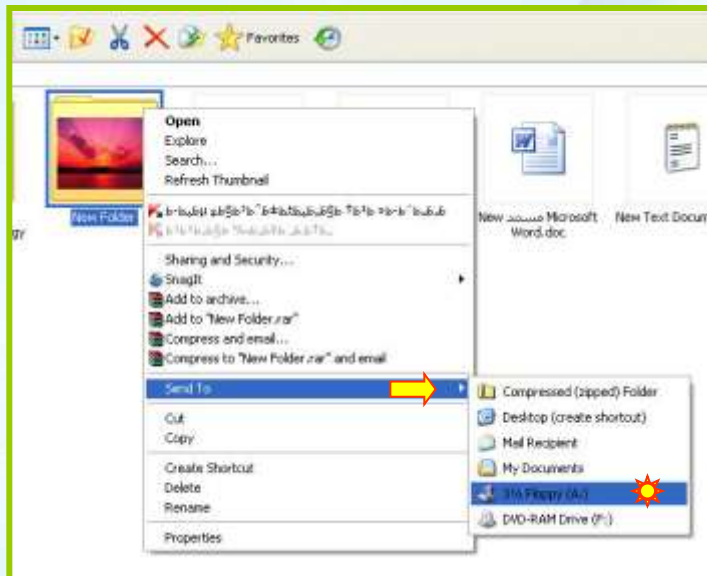 Favorites
Open
Explore
Search...
Refresh Thumbnail
Sharing and Security...
SnagIt
Add to archive...
Add to "New Folder.rar"
Compress and email...
Compress to "New Folder.rar" and email
Send To
Cut
Copy
Create Shortcut
Delete
Rename
Properties
New Folder
gy
New مستند Microsoft
Word.doc
New Text Docum
Compressed (zipped) Folder
Desktop (create shortcut)
Mail Recipient
My Documents
3½ Floppy (A:)
DVD-RAM Drive (F:)